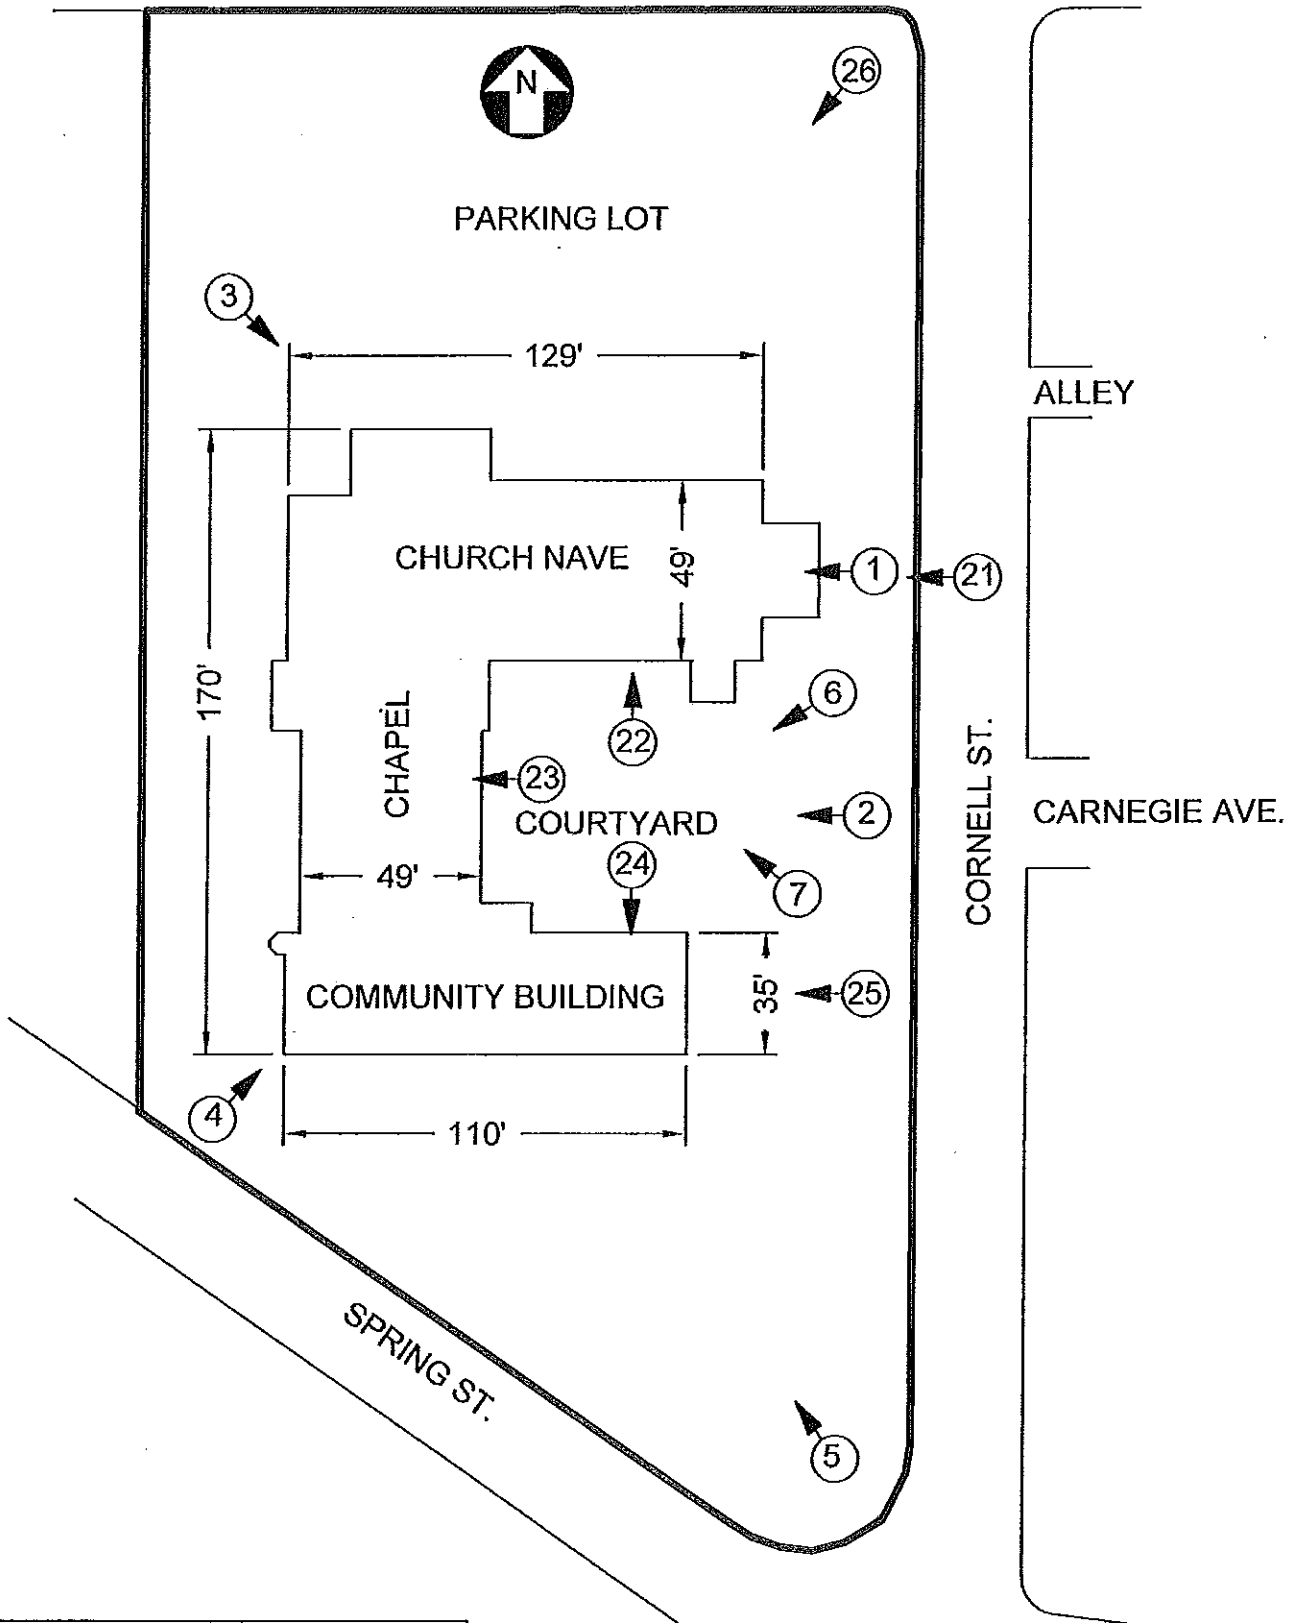 N
26
PARKING LOT
3
129'
ALLEY
CHURCH NAVE
49'
1
21
170'
CHAPEL
6
22
CORNELL ST.
23
2
CARNEGIE AVE.
COURTYARD
24
49'
7
COMMUNITY BUILDING
35'
25
4
110'
SPRING ST.
5